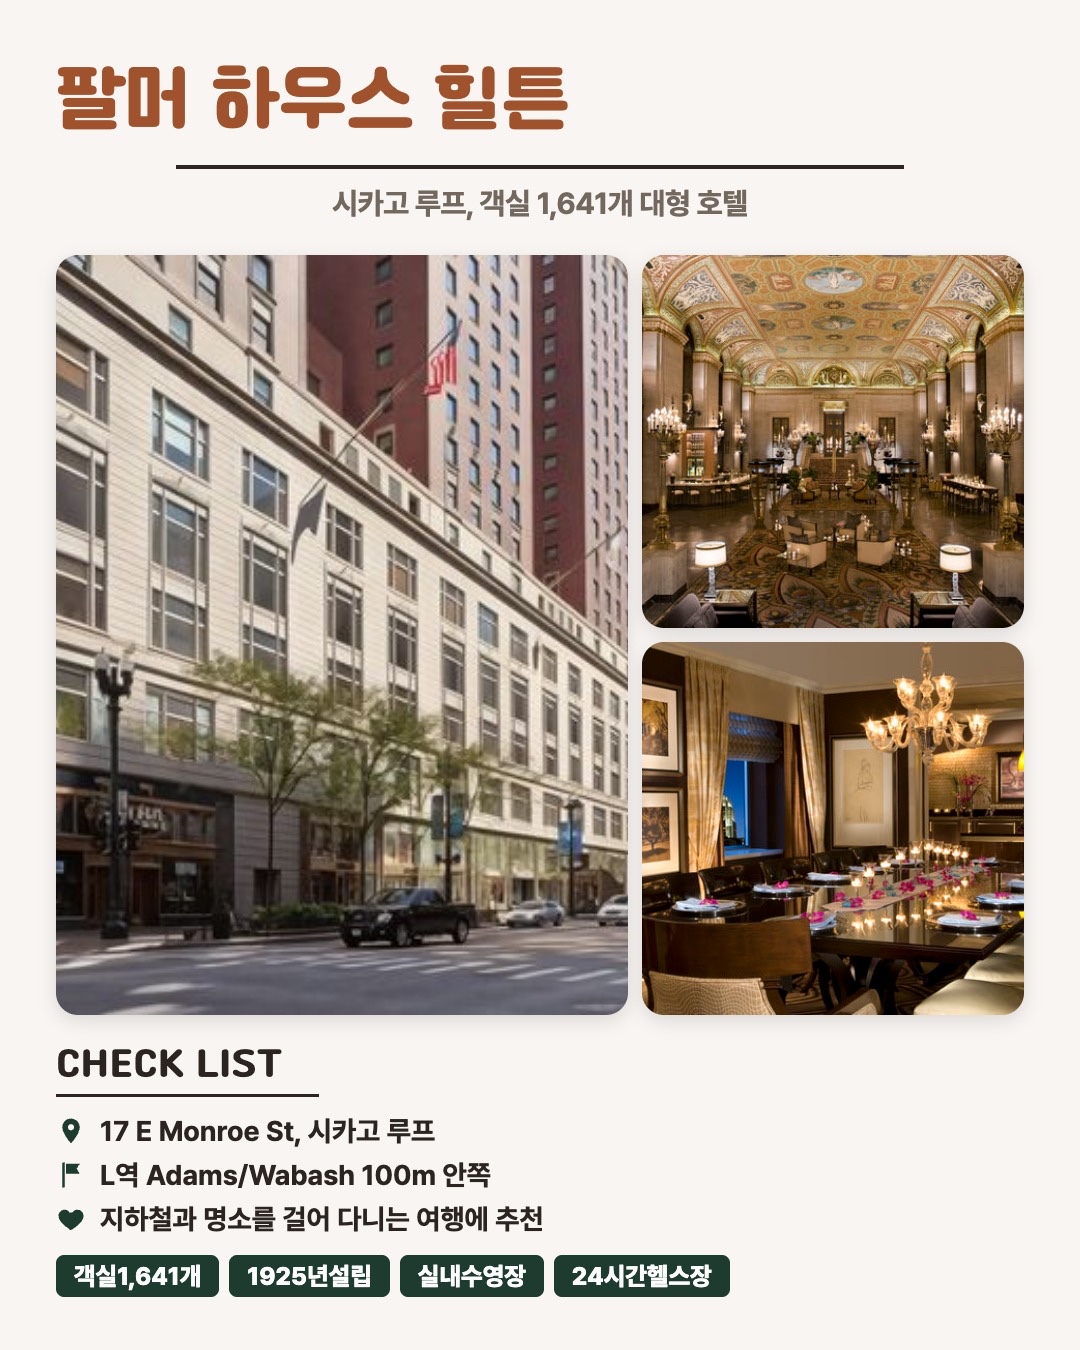 팔머 하우스 힐튼
시카고 루프, 객실 1,641개 대형 호텔
CHECK LIST
17 E Monroe St, 시카고 루프
L역 Adams/Wabash 100m 안쪽
지하철과 명소를 걸어 다니는 여행에 추천
객실1,641개 1925년설립 실내수영장 24시간헬스장